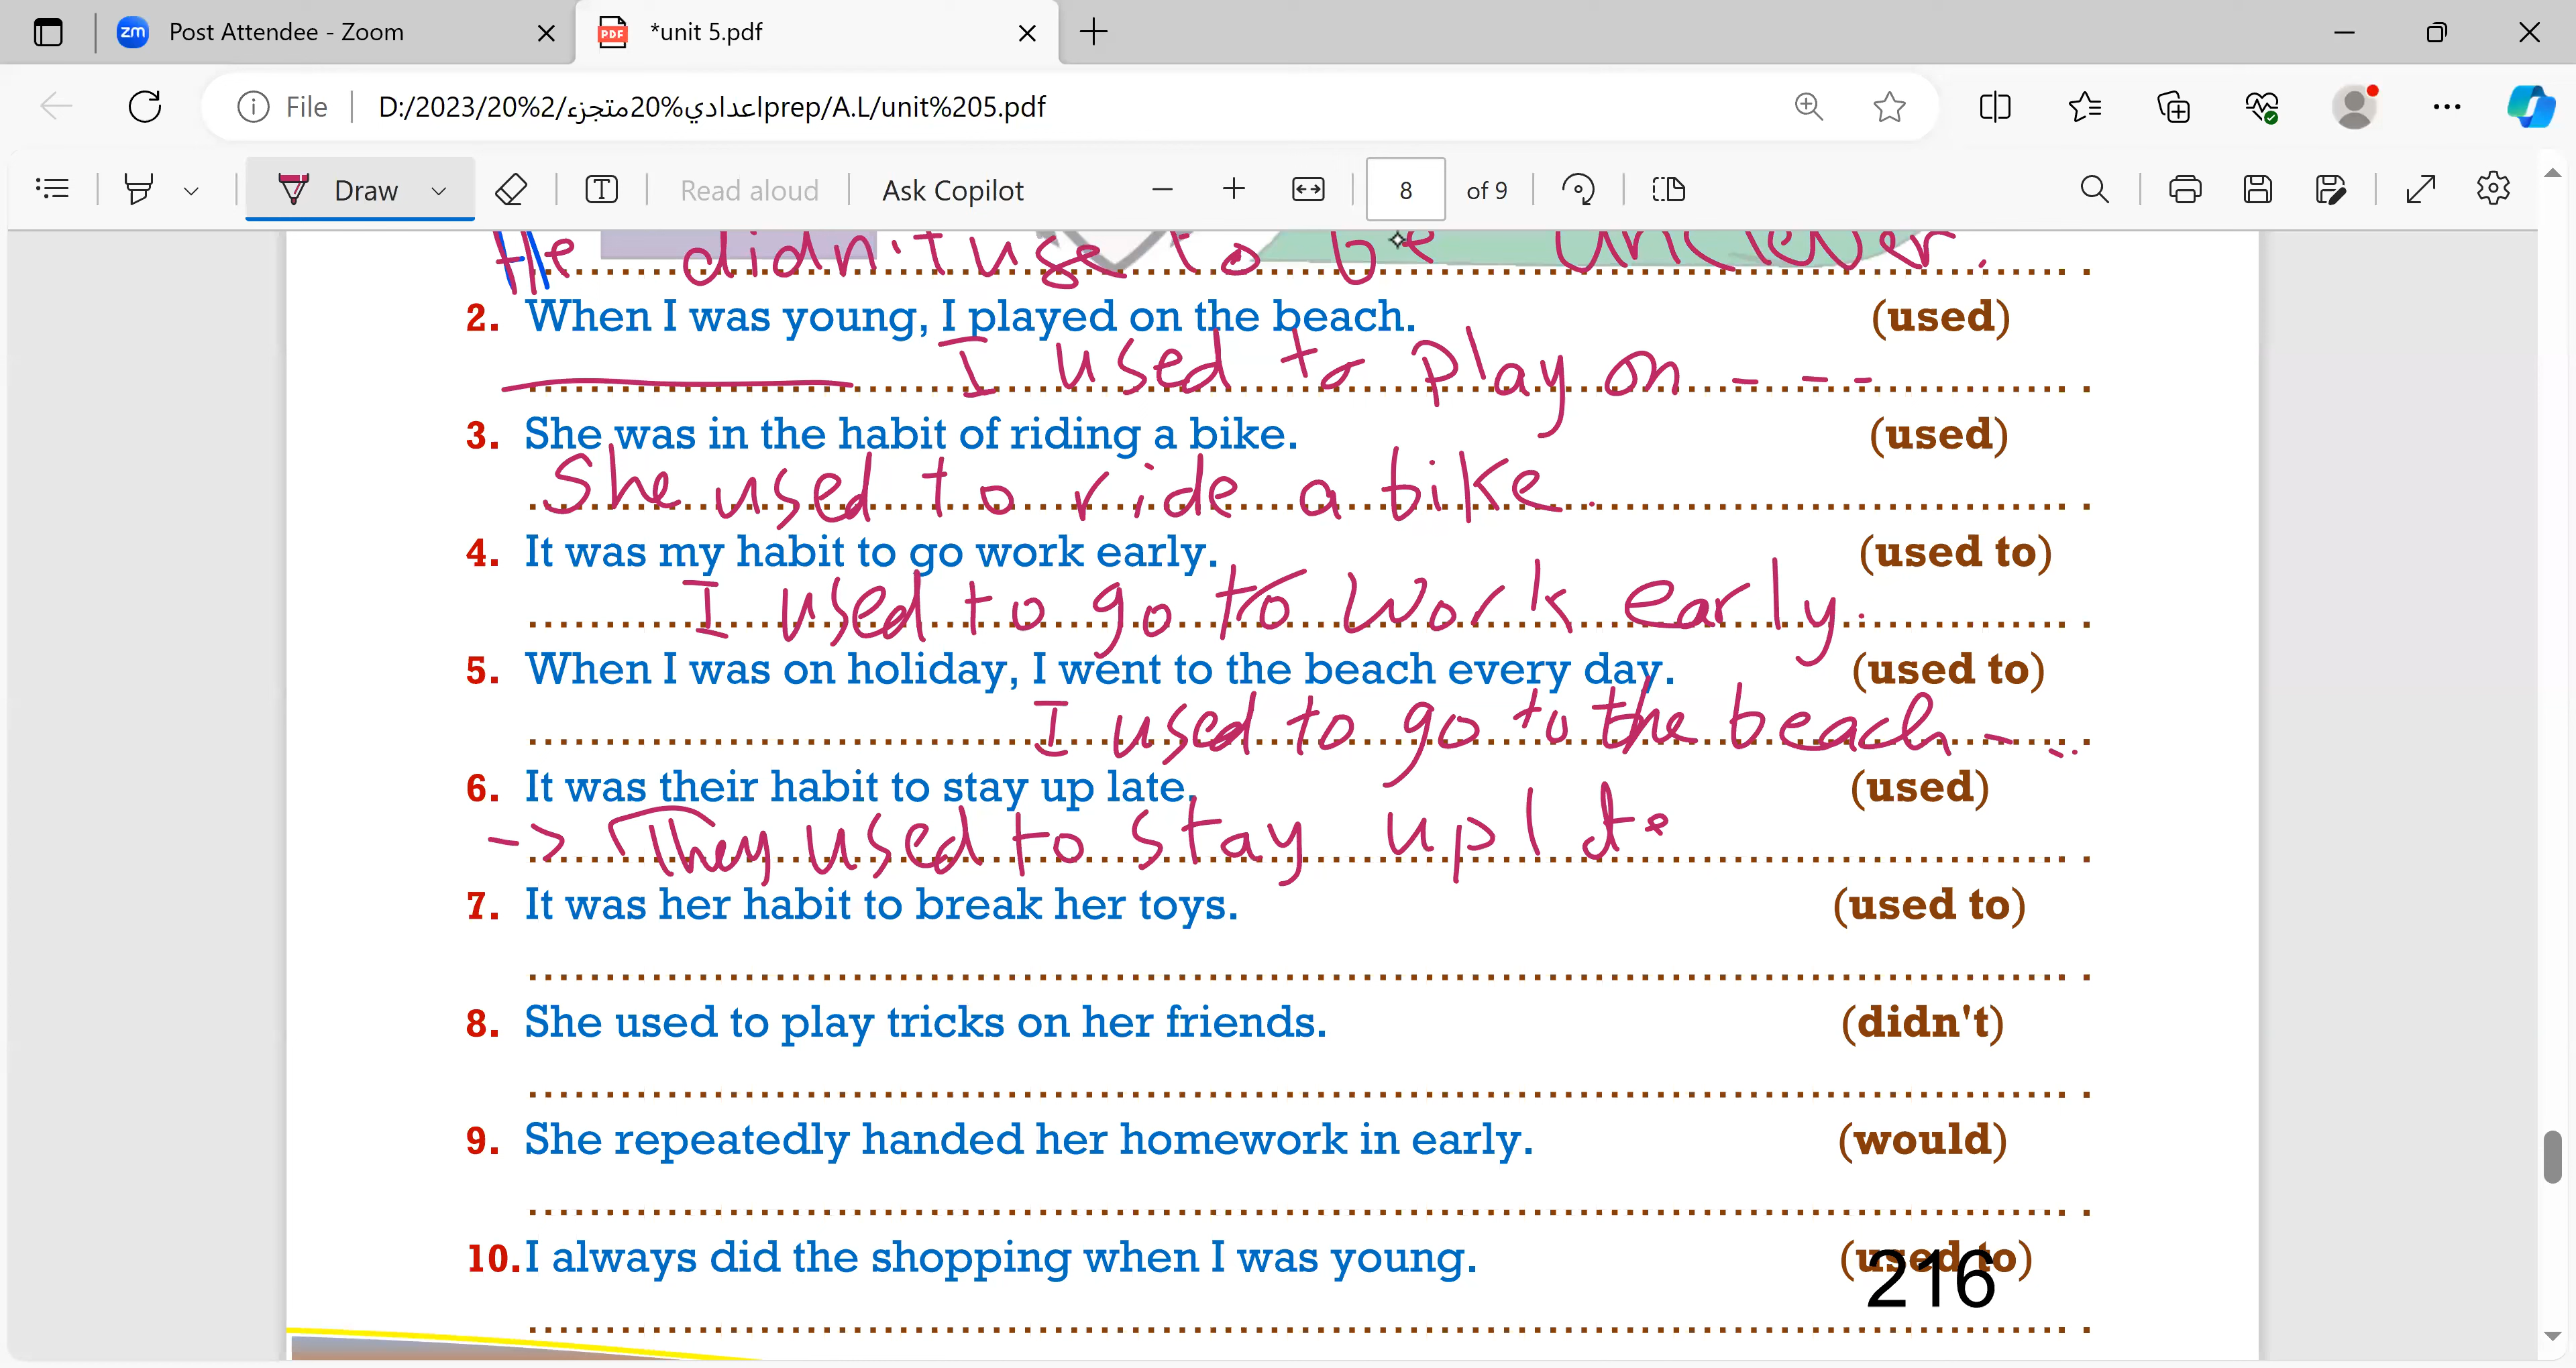 Post Attendee - Zoom
*unit 5.pdf
File
D:/2023/20%2/اعدادي%20متجزء/prep/A.L/unit%205.pdf
Draw
Read aloud
Ask Copilot
8 of 9
He didn't use to be unclever.
2. When I was young, I played on the beach. (used)
I used to play on - - - -
3. She was in the habit of riding a bike. (used)
She used to ride a bike.
4. It was my habit to go work early. (used to)
I used to go to work early.
5. When I was on holiday, I went to the beach every day. (used to)
I used to go to the beach - - . .
6. It was their habit to stay up late. (used)
-> They used to stay up late
7. It was her habit to break her toys. (used to)
8. She used to play tricks on her friends. (didn't)
9. She repeatedly handed her homework in early. (would)
10. I always did the shopping when I was young. (used to)
216